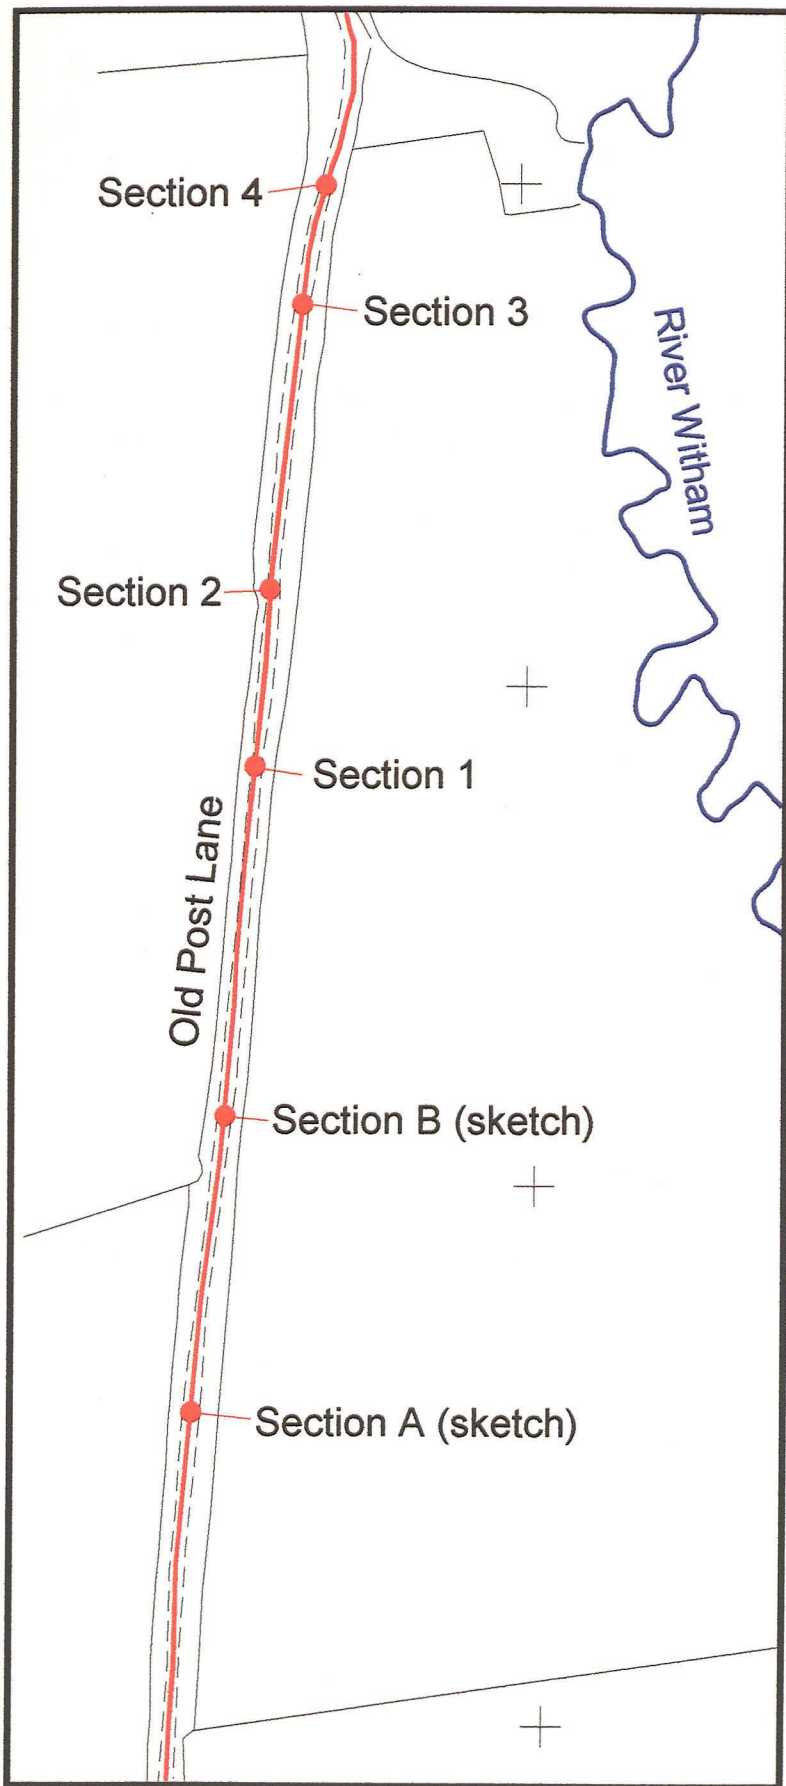 Section 4
Section 3
River Witham
Section 2
Section 1
Old Post Lane
Section B (sketch)
Section A (sketch)